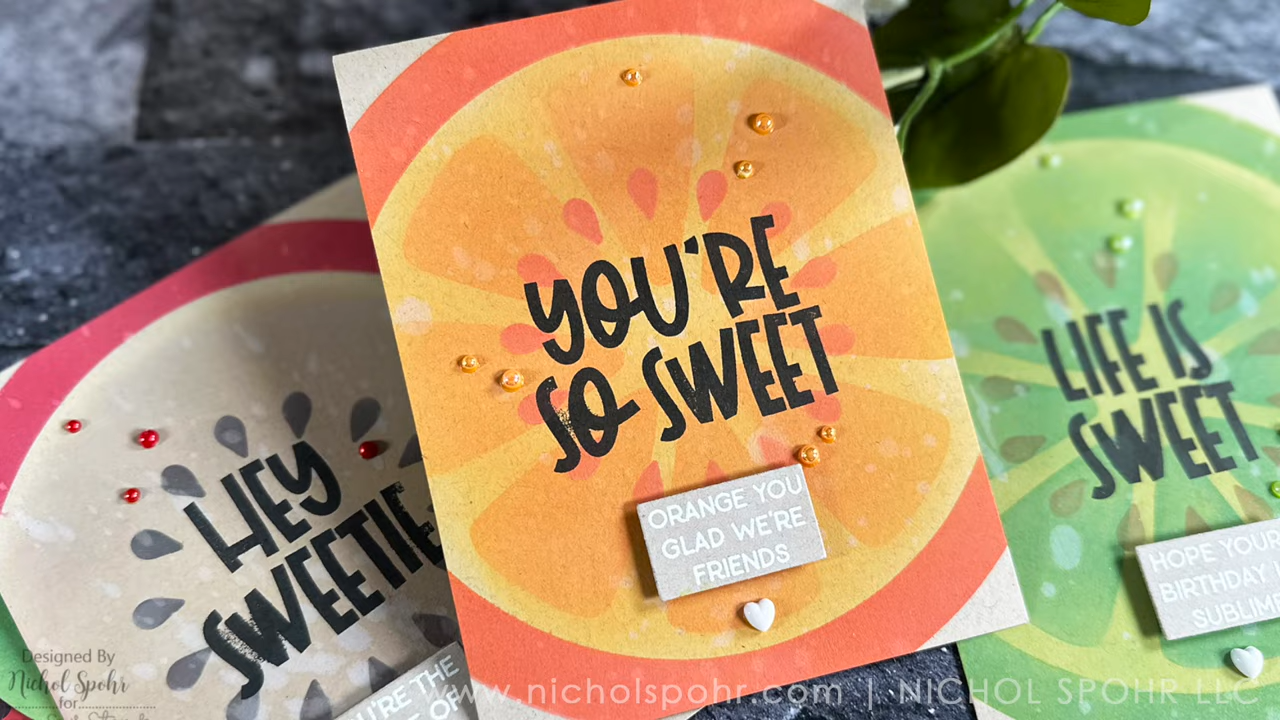 YOU'RE
SO SWEET
ORANGE YOU
GLAD WE'RE
FRIENDS
HEY
SWEETIE
LIFE IS
SWEET
HOPE YOUR
BIRTHDAY
SUBLIME
Designed By
Nichol Spohr
for
www.nicholspohr.com | NICHOL SPOHR LLC